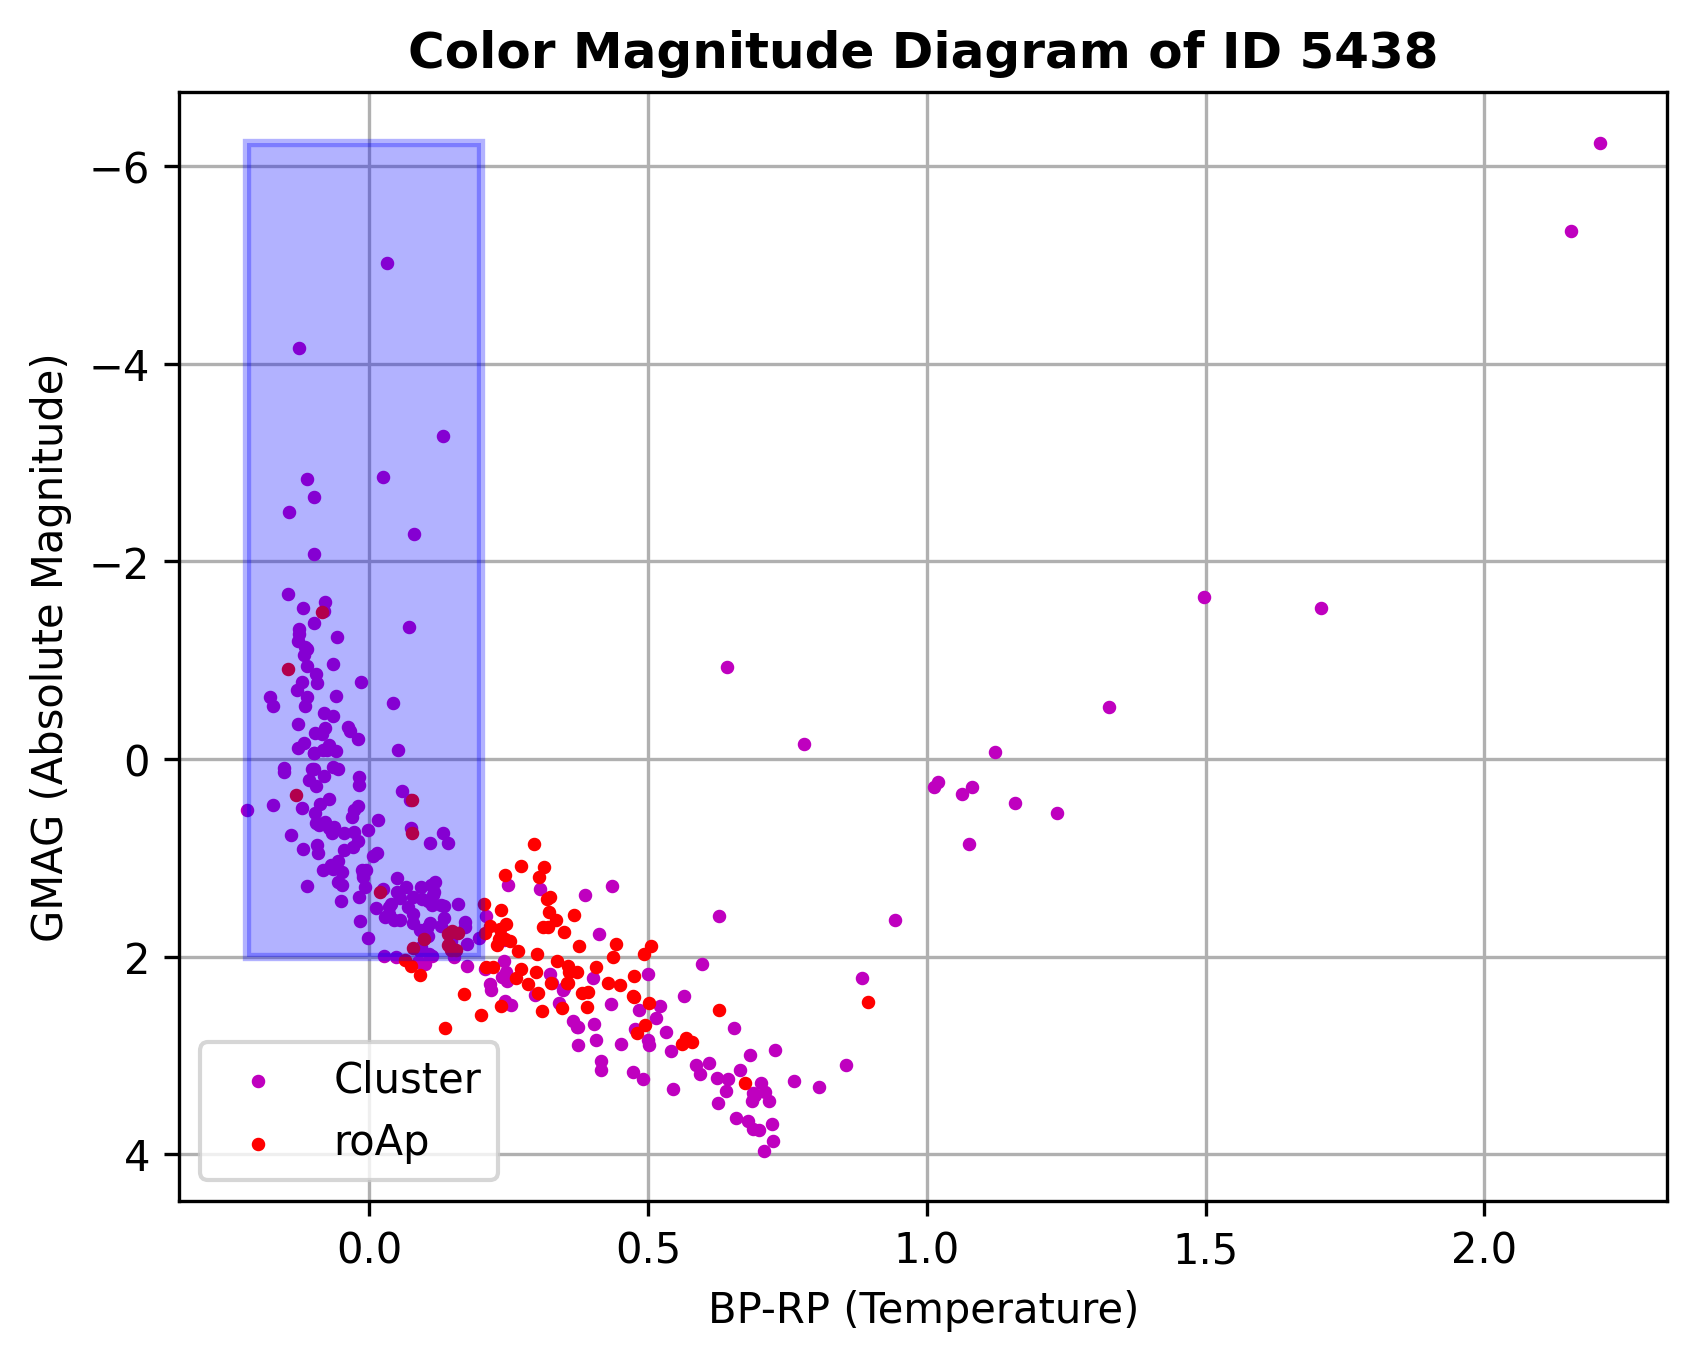 Color Magnitude Diagram of ID 5438
GMAG (Absolute Magnitude)
−6
−4
−2
0
2
4
Cluster
roAp
0.0 0.5 1.0 1.5 2.0
BP-RP (Temperature)